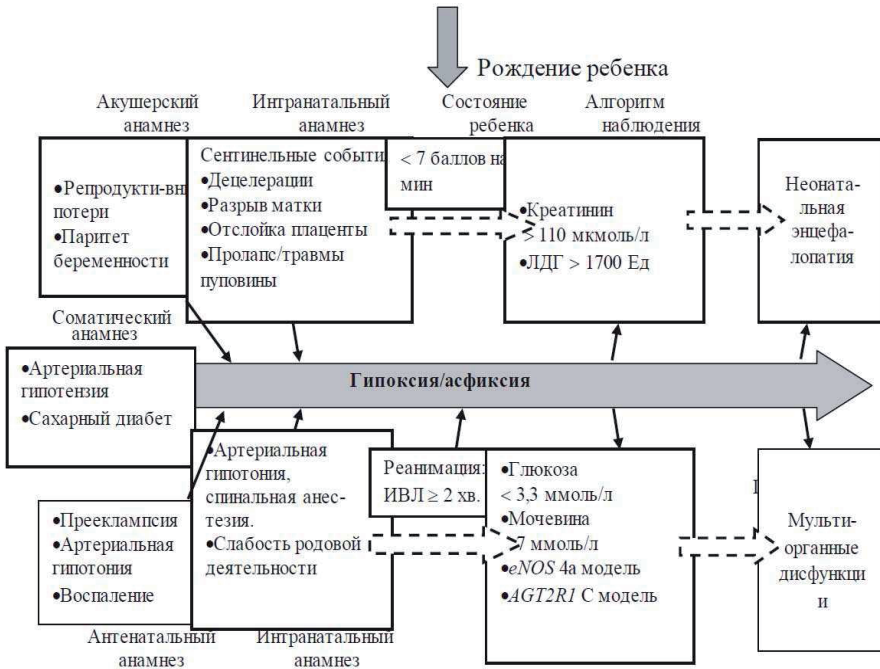 Рождение ребенка
Акушерский
анамнез
Интранатальный
анамнез
Состояние
ребенка
Алгоритм
наблюдения
•Репродукти-вн
потери
•Паритет
беременности
Сентинельные событи
•Децелерации
•Разрыв матки
•Отслойка плаценты
•Пролапс/травмы
пуповины
< 7 баллов на
мин
•Креатинин
> 110 мкмоль/л
•ЛДГ > 1700 Ед
Неоната-
льная
энцефа-
лопатия
Соматический
анамнез
•Артериальная
гипотензия
•Сахарный диабет
Гипоксия/асфиксия
•Прееклампсия
•Артериальная
гипотония
•Воспаление
•Артериальная
гипотония,
спинальная анес-
тезия.
•Слабость родовой
деятельности
Реанимация:
ИВЛ ≥ 2 хв.
•Глюкоза
< 3,3 ммоль/л
•Мочевина
7 ммоль/л
•eNOS 4a модель
•AGT2R1 C модель
Мульти-
органные
дисфункци
и
Антенатальный
анамнез
Интранатальный
анамнез